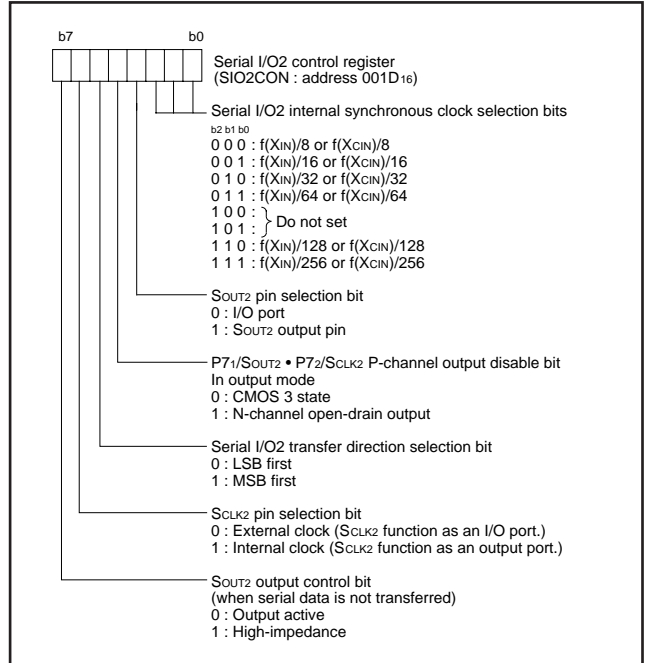 b7 b0
Serial I/O2 control register
(SIO2CON : address 001D16)
Serial I/O2 internal synchronous clock selection bits
b2 b1 b0
0 0 0 : f(XIN)/8 or f(XCIN)/8
0 0 1 : f(XIN)/16 or f(XCIN)/16
0 1 0 : f(XIN)/32 or f(XCIN)/32
0 1 1 : f(XIN)/64 or f(XCIN)/64
1 0 0 :
1 0 1 :
Do not set
1 1 0 : f(XIN)/128 or f(XCIN)/128
1 1 1 : f(XIN)/256 or f(XCIN)/256
SOUT2 pin selection bit
0 : I/O port
1 : SOUT2 output pin
P71/SOUT2 • P72/SCLK2 P-channel output disable bit
In output mode
0 : CMOS 3 state
1 : N-channel open-drain output
Serial I/O2 transfer direction selection bit
0 : LSB first
1 : MSB first
SCLK2 pin selection bit
0 : External clock (SCLK2 function as an I/O port.)
1 : Internal clock (SCLK2 function as an output port.)
SOUT2 output control bit
(when serial data is not transferred)
0 : Output active
1 : High-impedance